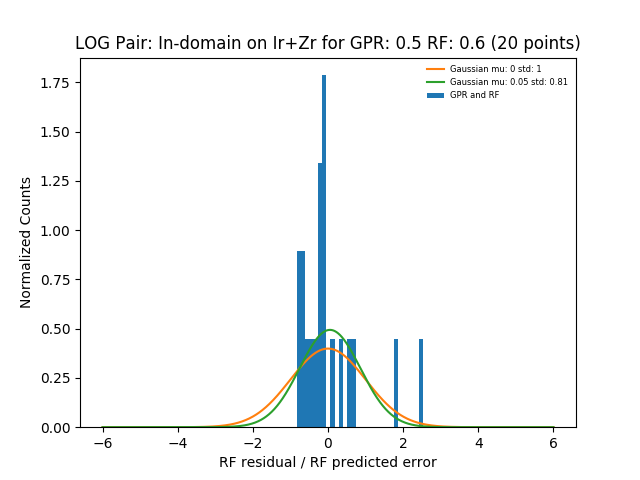 LOG Pair: In-domain on Ir+Zr for GPR: 0.5 RF: 0.6 (20 points)
Gaussian mu: 0 std: 1
Gaussian mu: 0.05 std: 0.81
GPR and RF
Normalized Counts
1.75
1.50
1.25
1.00
0.75
0.50
0.25
0.00
−6 −4 −2 0 2 4 6
RF residual / RF predicted error